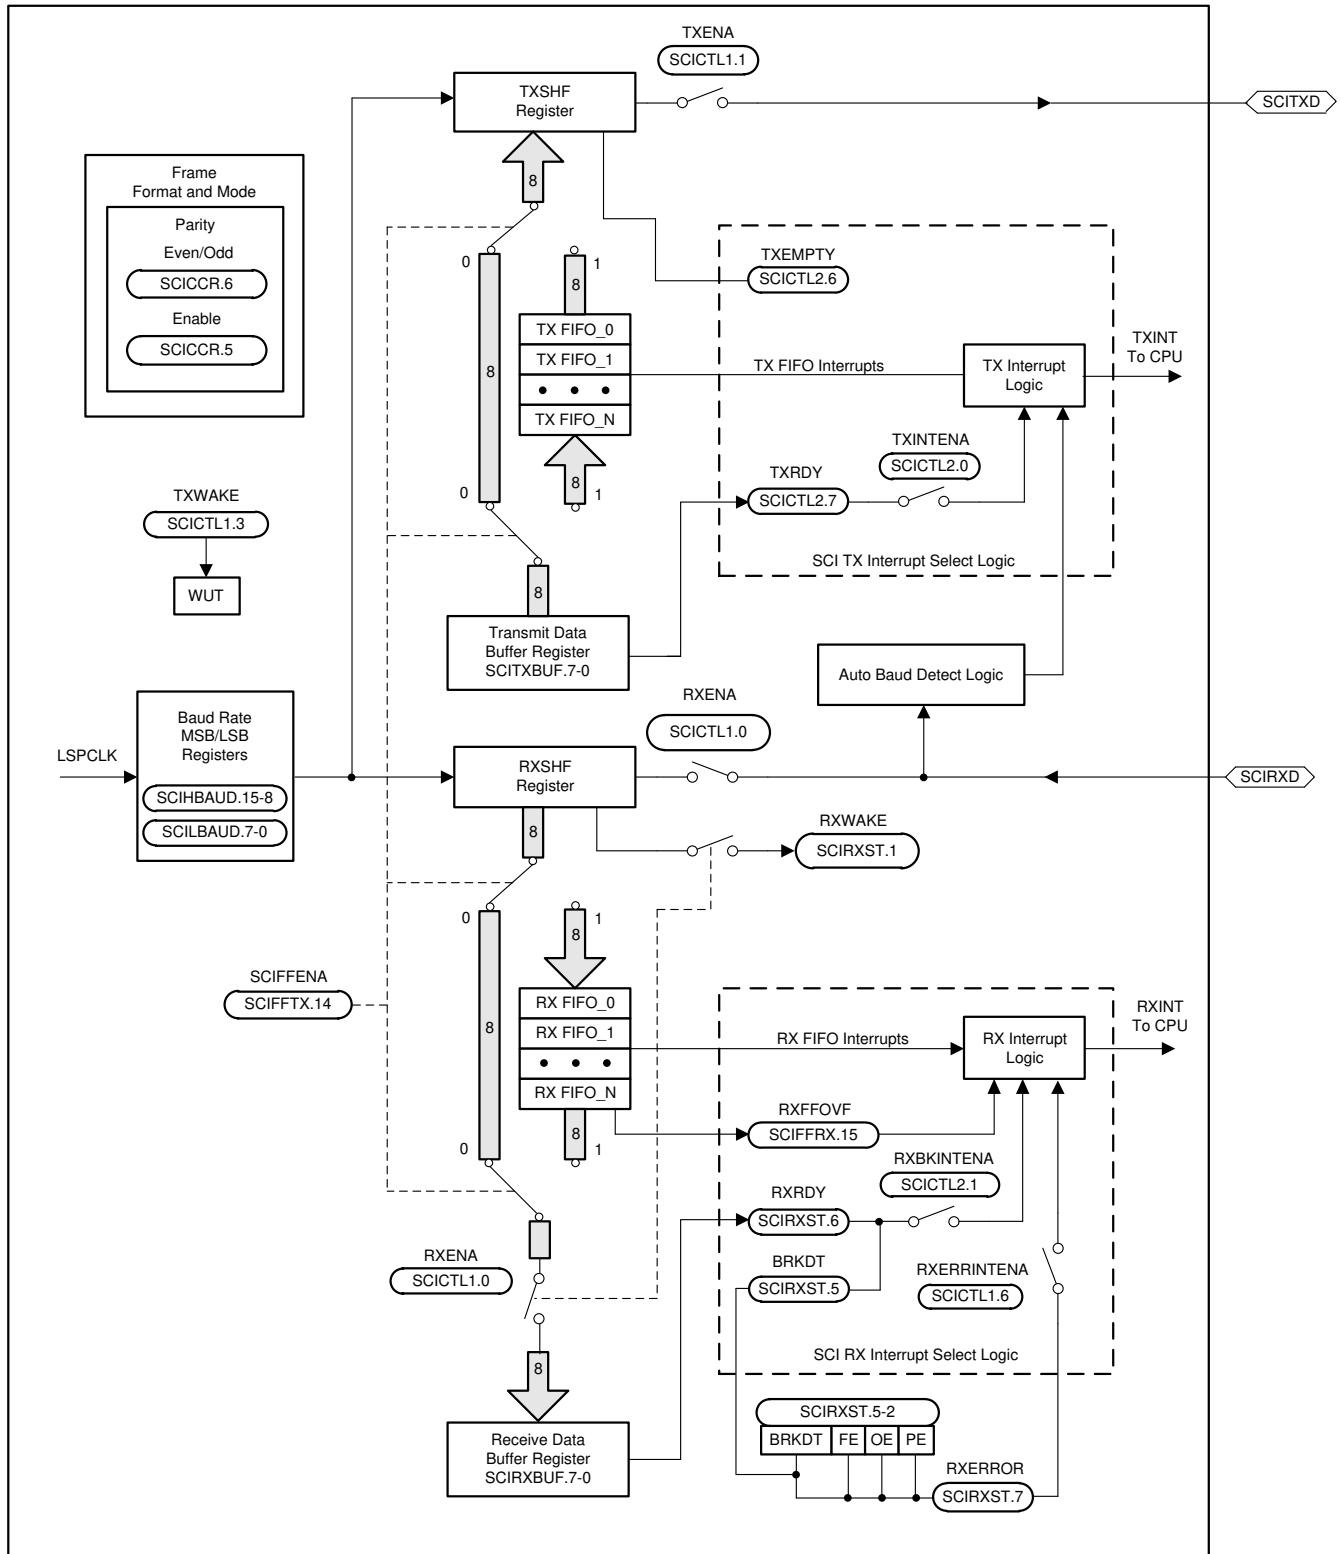 TXENA
SCICTL1.1
TXSHF
Register
SCITXD
Frame
Format and Mode
Parity
Even/Odd
SCICCR.6
Enable
SCICCR.5
8
0
1
8
8
TX FIFO_0
TX FIFO_1
TX FIFO_N
8
0
1
TXEMPTY
SCICTL2.6
TX FIFO Interrupts
TX Interrupt
Logic
TXINT
To CPU
TXINTENA
SCICTL2.0
TXRDY
SCICTL2.7
SCI TX Interrupt Select Logic
TXWAKE
SCICTL1.3
WUT
8
Transmit Data
Buffer Register
SCITXBUF.7-0
Auto Baud Detect Logic
RXENA
SCICTL1.0
LSPCLK
Baud Rate
MSB/LSB
Registers
SCIHBAUD.15-8
SCILBAUD.7-0
RXSHF
Register
SCIRXD
8
RXWAKE
SCIRXST.1
0
1
8
SCIFFENA
SCIFFTX.14
8
RX FIFO_0
RX FIFO_1
RX FIFO_N
8
0
1
RX FIFO Interrupts
RX Interrupt
Logic
RXINT
To CPU
RXFFOVF
SCIFFRX.15
RXBKINTENA
SCICTL2.1
RXRDY
SCIRXST.6
BRKDT
SCIRXST.5
RXERRINTENA
SCICTL1.6
SCI RX Interrupt Select Logic
RXENA
SCICTL1.0
8
Receive Data
Buffer Register
SCIRXBUF.7-0
SCIRXST.5-2
BRKDT FE OE PE
RXERROR
SCIRXST.7